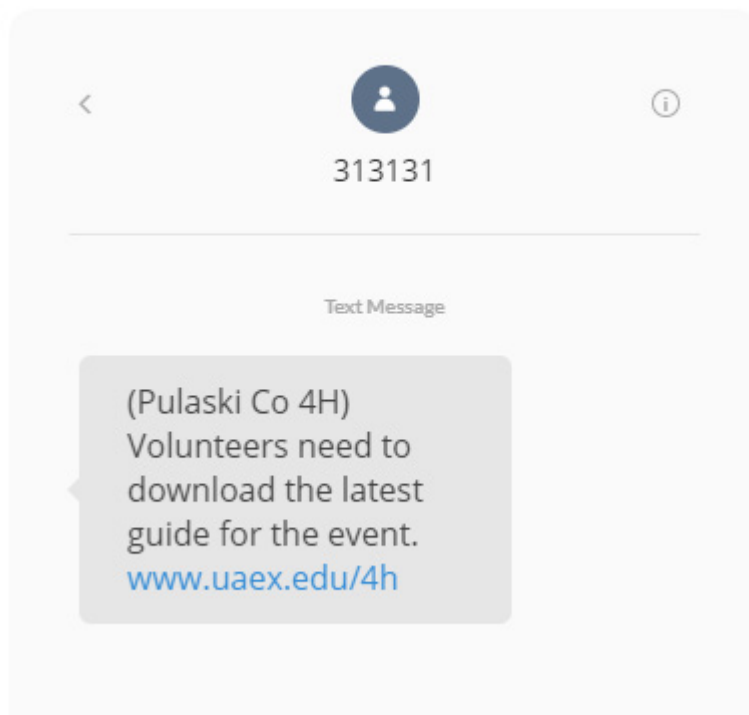 313131
Text Message
(Pulaski Co 4H)
Volunteers need to
download the latest
guide for the event.
www.uaex.edu/4h